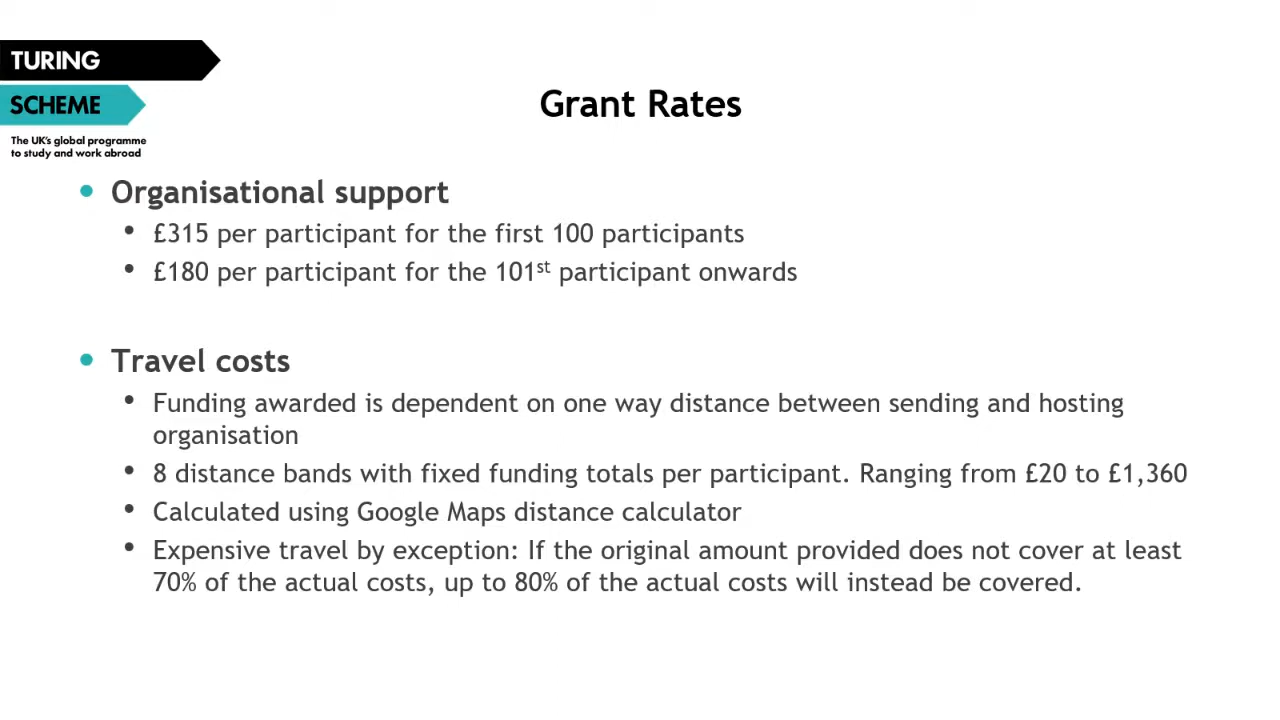 TURING
SCHEME
The UK's global programme
to study and work abroad
Grant Rates
• Organisational support
• £315 per participant for the first 100 participants
• £180 per participant for the 101st participant onwards
• Travel costs
• Funding awarded is dependent on one way distance between sending and hosting
organisation
• 8 distance bands with fixed funding totals per participant. Ranging from £20 to £1,360
• Calculated using Google Maps distance calculator
• Expensive travel by exception: If the original amount provided does not cover at least
70% of the actual costs, up to 80% of the actual costs will instead be covered.